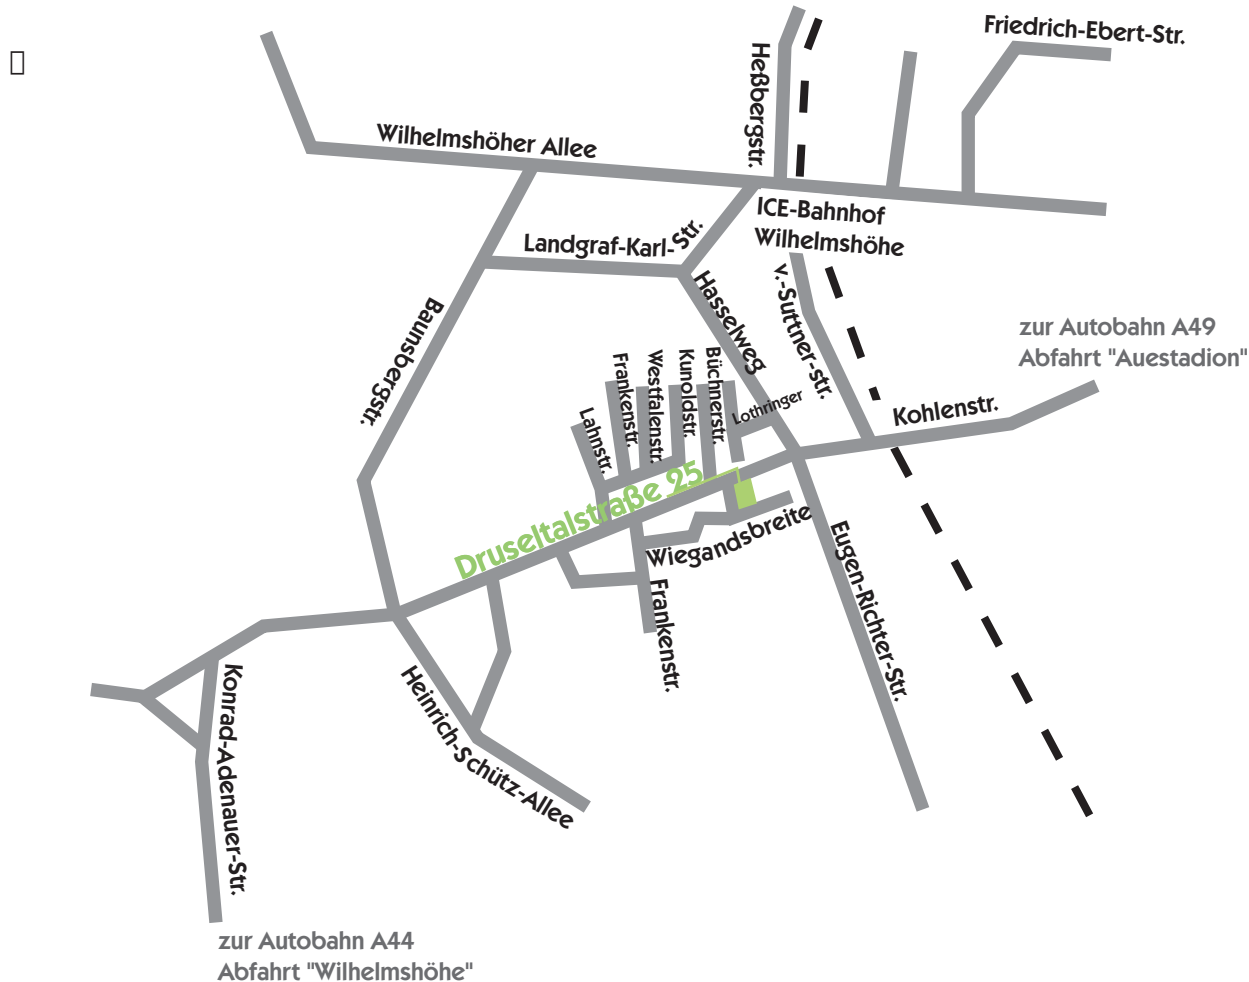 Friedrich-Ebert-Str.
Heßbergstr.
Wilhelmshöher Allee
ICE-Bahnhof
Wilhelmshöhe
Landgraf-Karl-Str.
Hasselweg
v.-Suttner-str.
Baunsbergstr.
zur Autobahn A49
Abfahrt "Auestadion"
Frankenstr.
Westfalenstr.
Kunoldstr.
Büchnerstr.
Lothringer
Kohlenstr.
Lahnstr.
Druseltalstraße 25
Wiegandsbreite
Eugen-Richter-Str.
Frankenstr.
Konrad-Adenauer-Str.
Heinrich-Schütz-Allee
zur Autobahn A44
Abfahrt "Wilhelmshöhe"